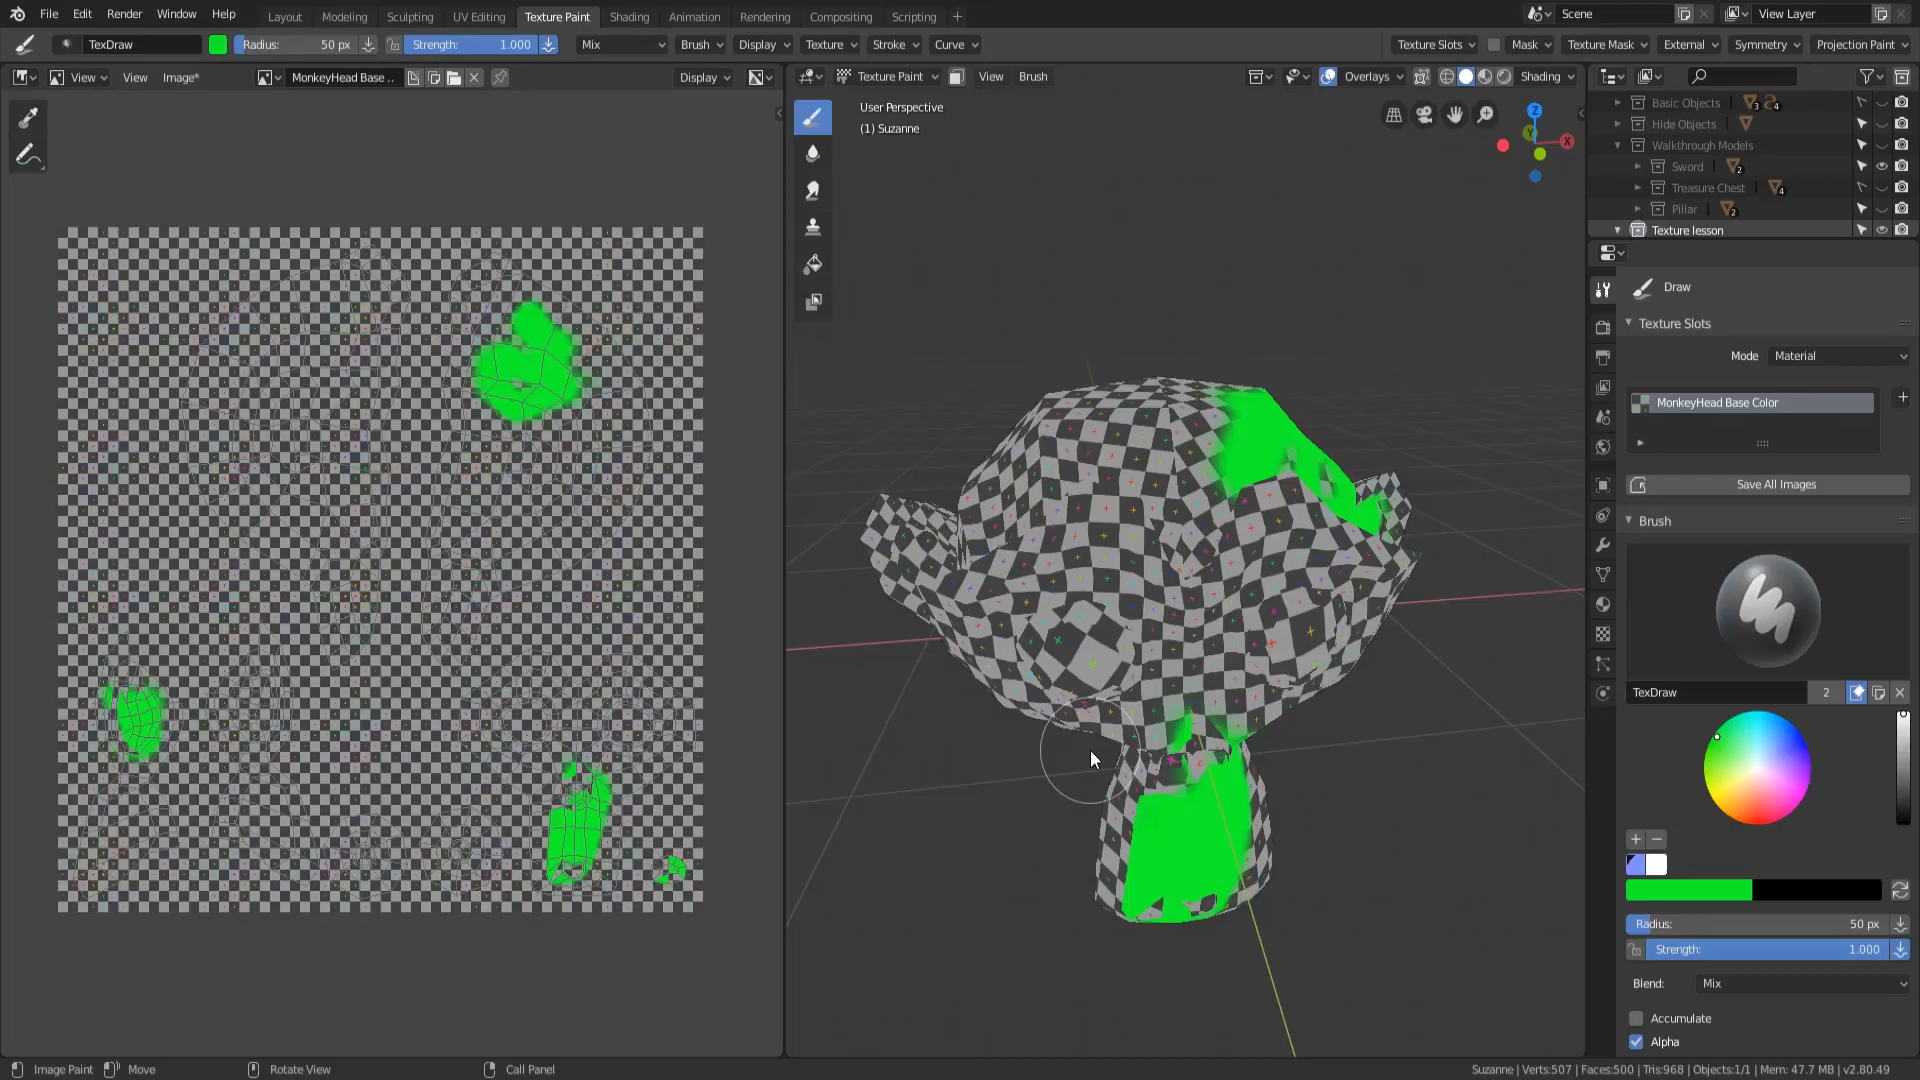 File Edit Render Window Help Layout Modeling Sculpting UV Editing Texture Paint Shading Animation Rendering Compositing Scripting + Scene View Layer
TexDraw Radius: 50 px Strength: 1.000 Mix Brush Display Texture Stroke Curve Texture Slots Mask Texture Mask External Symmetry Projection Paint
View View Image* MonkeyHead Base .. Display Texture Paint View Brush Overlays Shading
User Perspective
(1) Suzanne
Z
Y
X
Basic Objects 3 4
Hide Objects
Walkthrough Models
Sword 2
Treasure Chest 4
Pillar 2
Texture lesson
Draw
Texture Slots
Mode Material
MonkeyHead Base Color
Save All Images
Brush
TexDraw 2
Radius: 50 px
Strength: 1.000
Blend: Mix
Accumulate
Alpha
Image Paint Move Rotate View Call Panel Suzanne | Verts:507 | Faces:500 | Tris:968 | Objects:1/1 | Mem: 47.7 MB | v2.80.49